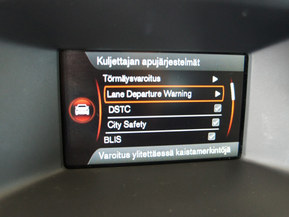 Kuljettajan apujärjestelmät
Törmäysvaroitus
Lane Departure Warning
DSTC
City Safety
BLIS
Varoitus ylitettäessä kaistamerkintöjä